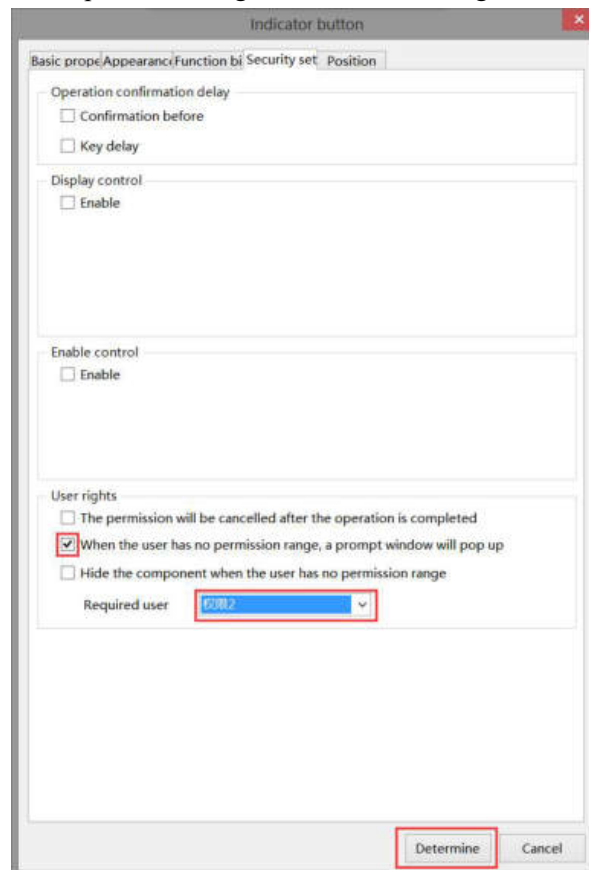 Indicator button
Basic prope Appearanc Function bi Security set Position
Operation confirmation delay
Confirmation before
Key delay
Display control
Enable
Enable control
Enable
User rights
The permission will be cancelled after the operation is completed
When the user has no permission range, a prompt window will pop up
Hide the component when the user has no permission range
Required user 权限2
Determine Cancel